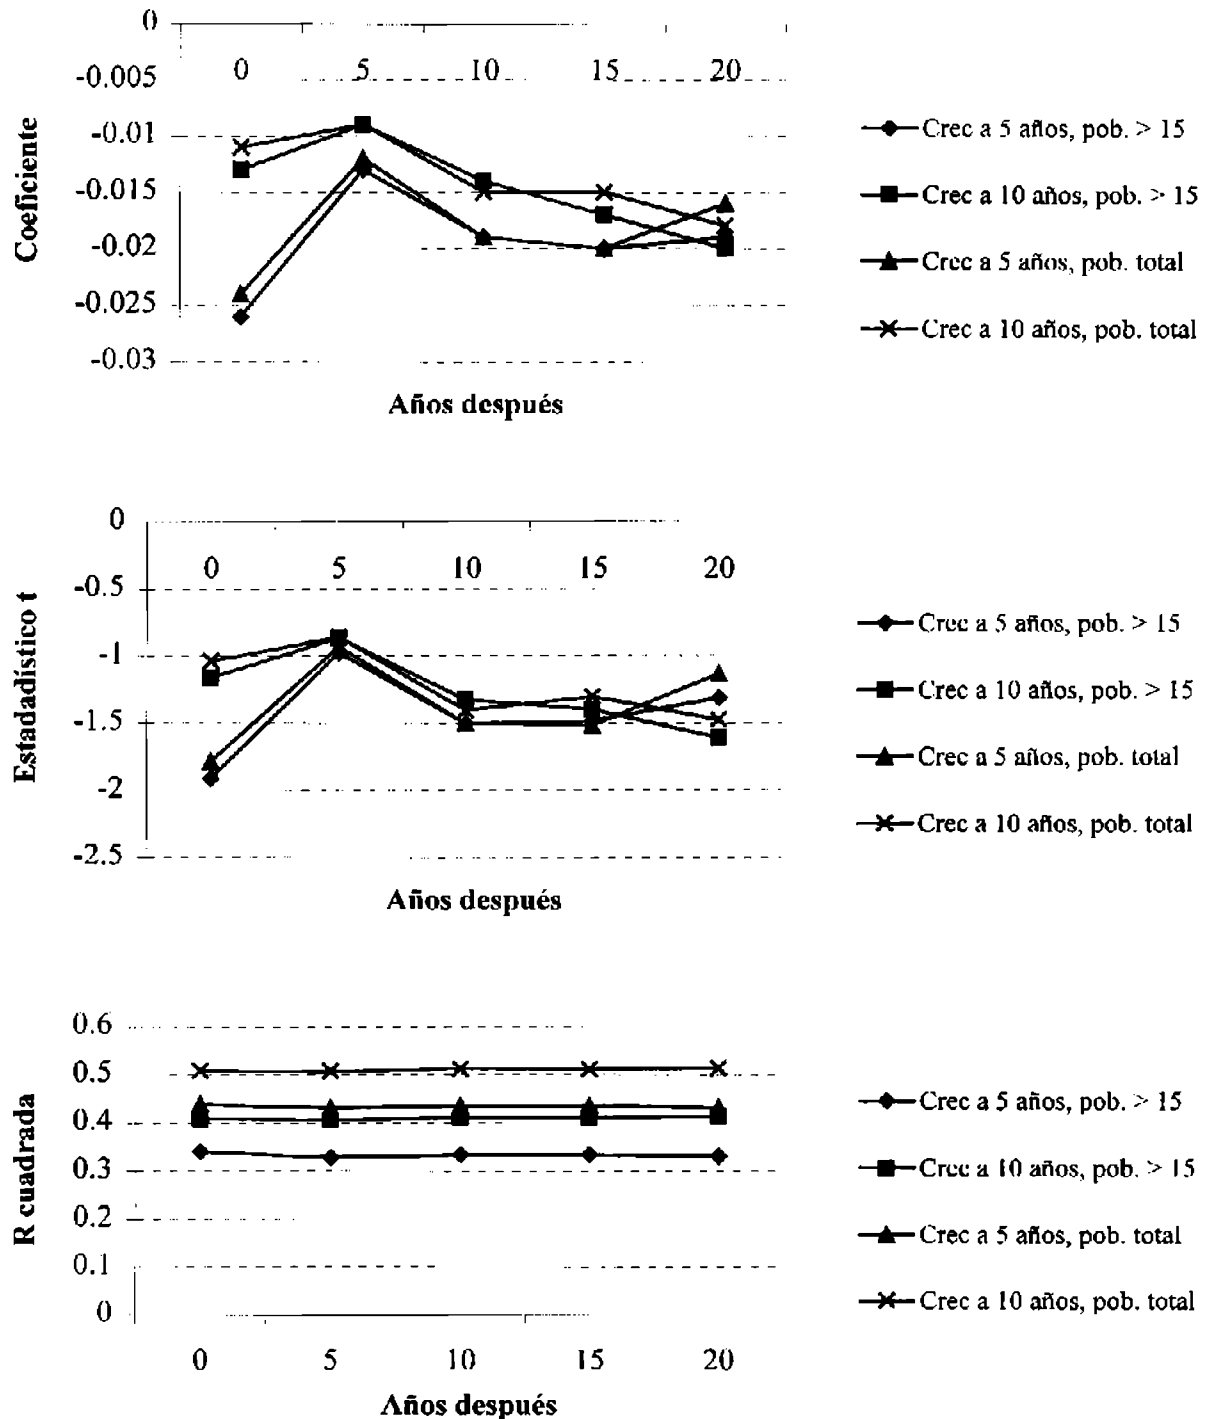 0
0 5 10 15 20
-0.005
-0.01
-0.015
-0.02
-0.025
-0.03
Coeficiente
Años después
Crec a 5 años, pob. > 15
Crec a 10 años, pob. > 15
Crec a 5 años, pob. total
Crec a 10 años, pob. total
0
0 5 10 15 20
-0.5
-1
-1.5
-2
-2.5
Estadadístico t
Años después
Crec a 5 años, pob. > 15
Crec a 10 años, pob. > 15
Crec a 5 años, pob. total
Crec a 10 años, pob. total
0.6
0.5
0.4
0.3
0.2
0.1
0
R cuadrada
0 5 10 15 20
Años después
Crec a 5 años, pob. > 15
Crec a 10 años, pob. > 15
Crec a 5 años, pob. total
Crec a 10 años, pob. total